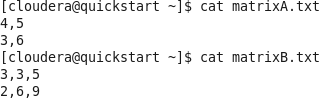 [cloudera@quickstart ~]$ cat matrixA.txt
4,5
3,6
[cloudera@quickstart ~]$ cat matrixB.txt
3,3,5
2,6,9